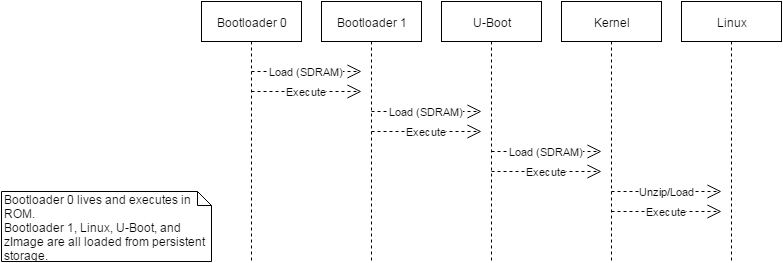 Bootloader 0
Bootloader 1
U-Boot
Kernel
Linux
Load (SDRAM)
Execute
Load (SDRAM)
Execute
Load (SDRAM)
Execute
Unzip/Load
Execute
Bootloader 0 lives and executes in
ROM.
Bootloader 1, Linux, U-Boot, and
zImage are all loaded from persistent
storage.